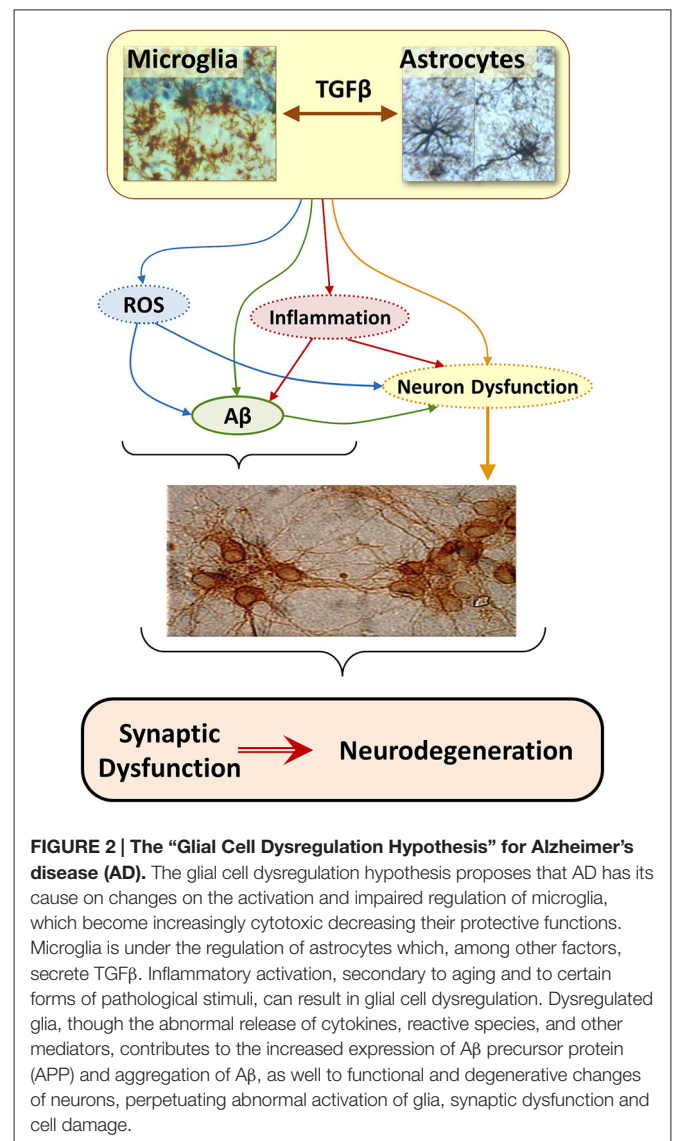 Microglia
Astrocytes
TGFβ
ROS
Inflammation
Neuron Dysfunction
Aβ
Synaptic
Dysfunction
Neurodegeneration
FIGURE 2 | The “Glial Cell Dysregulation Hypothesis” for Alzheimer’s
disease (AD). The glial cell dysregulation hypothesis proposes that AD has its
cause on changes on the activation and impaired regulation of microglia,
which become increasingly cytotoxic decreasing their protective functions.
Microglia is under the regulation of astrocytes which, among other factors,
secrete TGFβ. Inflammatory activation, secondary to aging and to certain
forms of pathological stimuli, can result in glial cell dysregulation. Dysregulated
glia, though the abnormal release of cytokines, reactive species, and other
mediators, contributes to the increased expression of Aβ precursor protein
(APP) and aggregation of Aβ, as well to functional and degenerative changes
of neurons, perpetuating abnormal activation of glia, synaptic dysfunction and
cell damage.